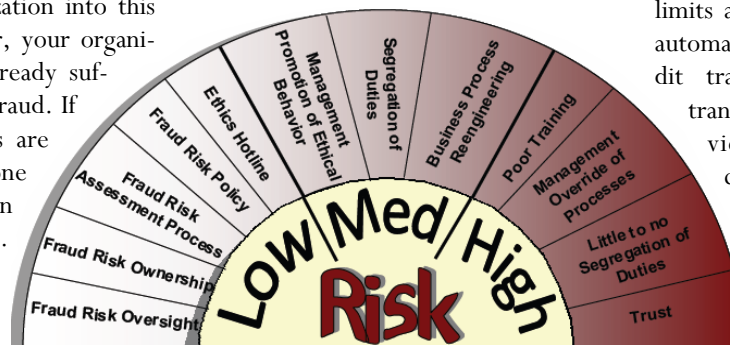 zation into this
r, your organi-
ready suf-
raud. If
s are
one
n
.
limits a
automa
dit tra
tran
vi
Fraud Risk Oversight
Fraud Risk Ownership
Fraud Risk
Assessment Process
Fraud Risk Policy
Ethics Hotline
Management
Promotion of Ethical
Behavior
Segregation of
Duties
Business Process
Reengineering
Poor Training
Management
Override of
Processes
Little to no
Segregation of
Duties
Trust
Low Med High
Risk